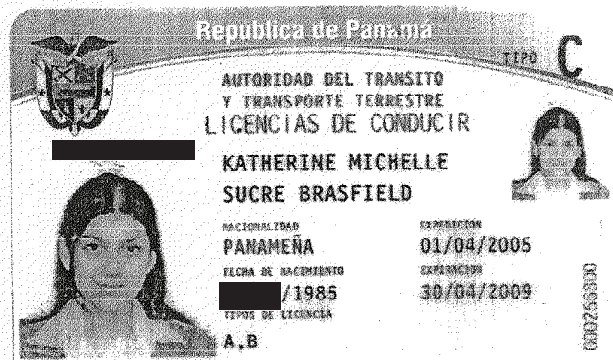 República de Panamá
TIPO C
AUTORIDAD DEL TRANSITO
Y TRANSPORTE TERRESTRE
LICENCIAS DE CONDUCIR
KATHERINE MICHELLE
SUCRE BRASFIELD
NACIONALIDAD
PANAMEÑA
EXPEDICION
01/04/2005
FECHA DE NACIMIENTO
/1985
EXPIRACION
30/04/2009
TIPOS DE LICENCIA
A.B